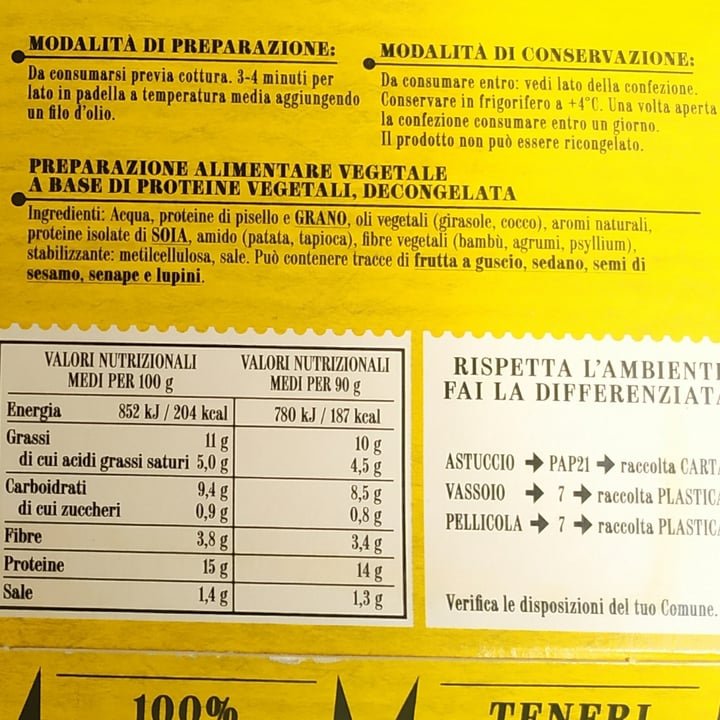 MODALITÀ DI PREPARAZIONE:
Da consumarsi previa cottura. 3-4 minuti per
lato in padella a temperatura media aggiungendo
un filo d'olio.
MODALITÀ DI CONSERVAZIONE:
Da consumare entro: vedi lato della confezione.
Conservare in frigorifero a +4°C. Una volta aperta
la confezione consumare entro un giorno.
Il prodotto non può essere ricongelato.
PREPARAZIONE ALIMENTARE VEGETALE
A BASE DI PROTEINE VEGETALI, DECONGELATA
Ingredienti: Acqua, proteine di pisello e GRANO, oli vegetali (girasole, cocco), aromi naturali,
proteine isolate di SOIA, amido (patata, tapioca), fibre vegetali (bambù, agrumi, psyllium),
stabilizzante: metilcellulosa, sale. Può contenere tracce di frutta a guscio, sedano, semi di
sesamo, senape e lupini.
VALORI NUTRIZIONALI
MEDI PER 100 g
VALORI NUTRIZIONALI
MEDI PER 90 g
Energia 852 kJ / 204 kcal 780 kJ / 187 kcal
Grassi 11 g 10 g
di cui acidi grassi saturi 5,0 g 4,5 g
Carboidrati 9,4 g 8,5 g
di cui zuccheri 0,9 g 0,8 g
Fibre 3,8 g 3,4 g
Proteine 15 g 14 g
Sale 1,4 g 1,3 g
RISPETTA L'AMBIENTE
FAI LA DIFFERENZIATA
ASTUCCIO → PAP21 → raccolta CARTA
VASSOIO → 7 → raccolta PLASTICA
PELLICOLA → 7 → raccolta PLASTICA
Verifica le disposizioni del tuo Comune.
100%
TENERI